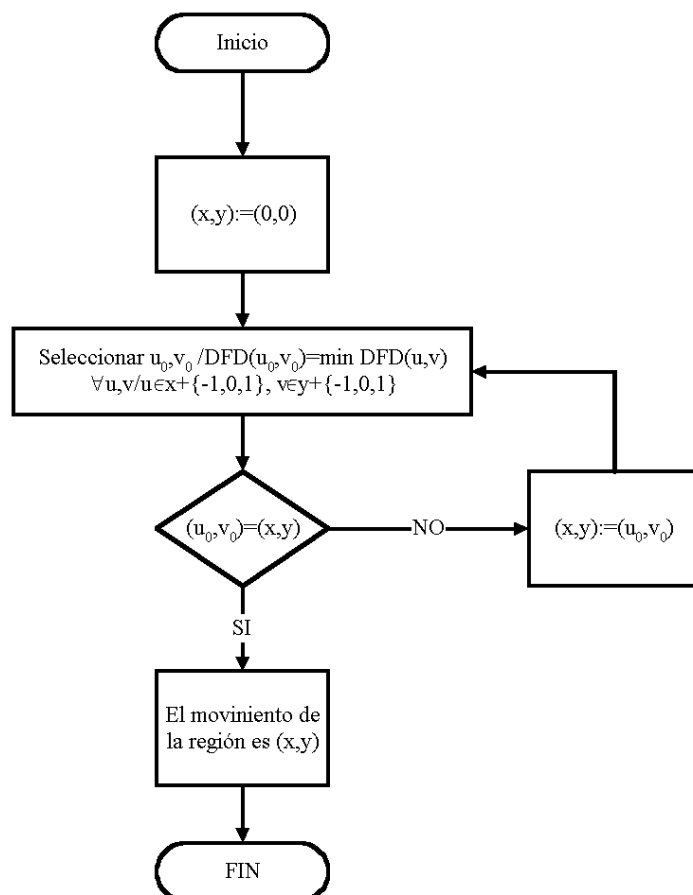 Inicio
(x,y):=(0,0)
Seleccionar u₀,v₀ /DFD(u₀,v₀)=min DFD(u,v)
∀u,v/u∈x+{-1,0,1}, v∈y+{-1,0,1}
(u₀,v₀)=(x,y)
NO
(x,y):=(u₀,v₀)
SI
El moviniento de
la región es (x,y)
FIN